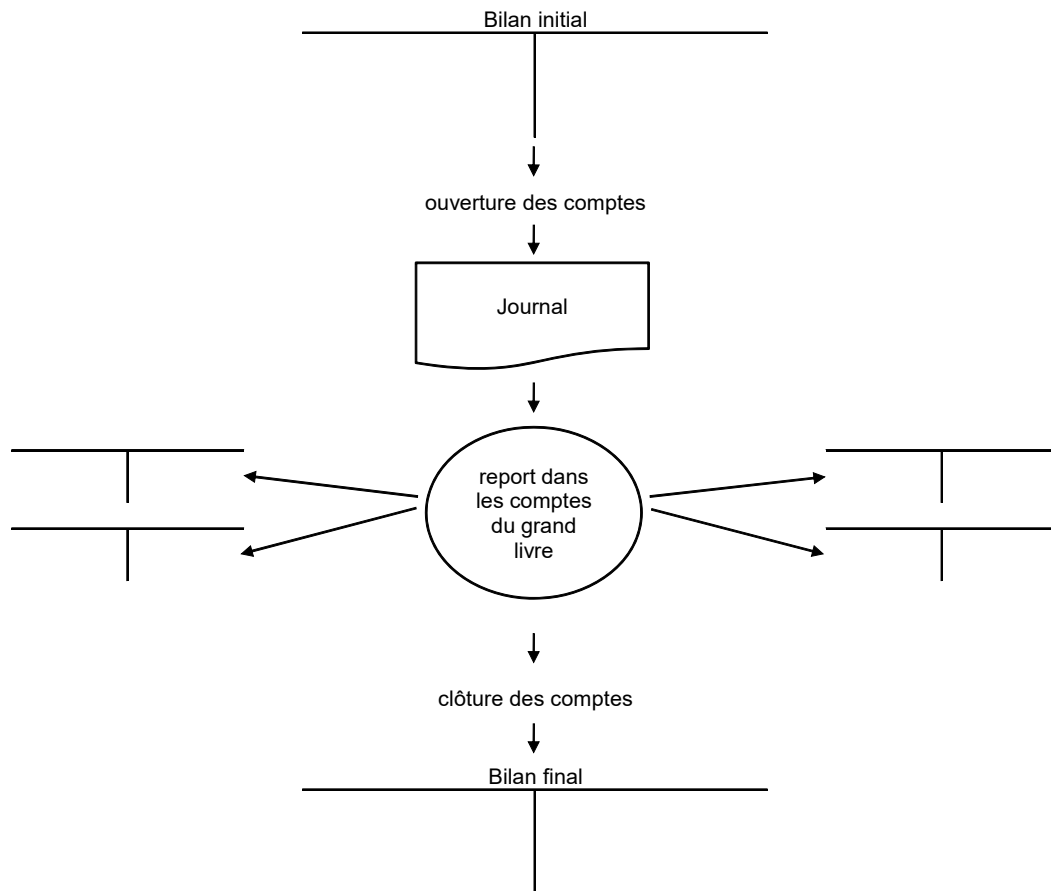 Bilan initial
ouverture des comptes
Journal
report dans
les comptes
du grand
livre
clôture des comptes
Bilan final